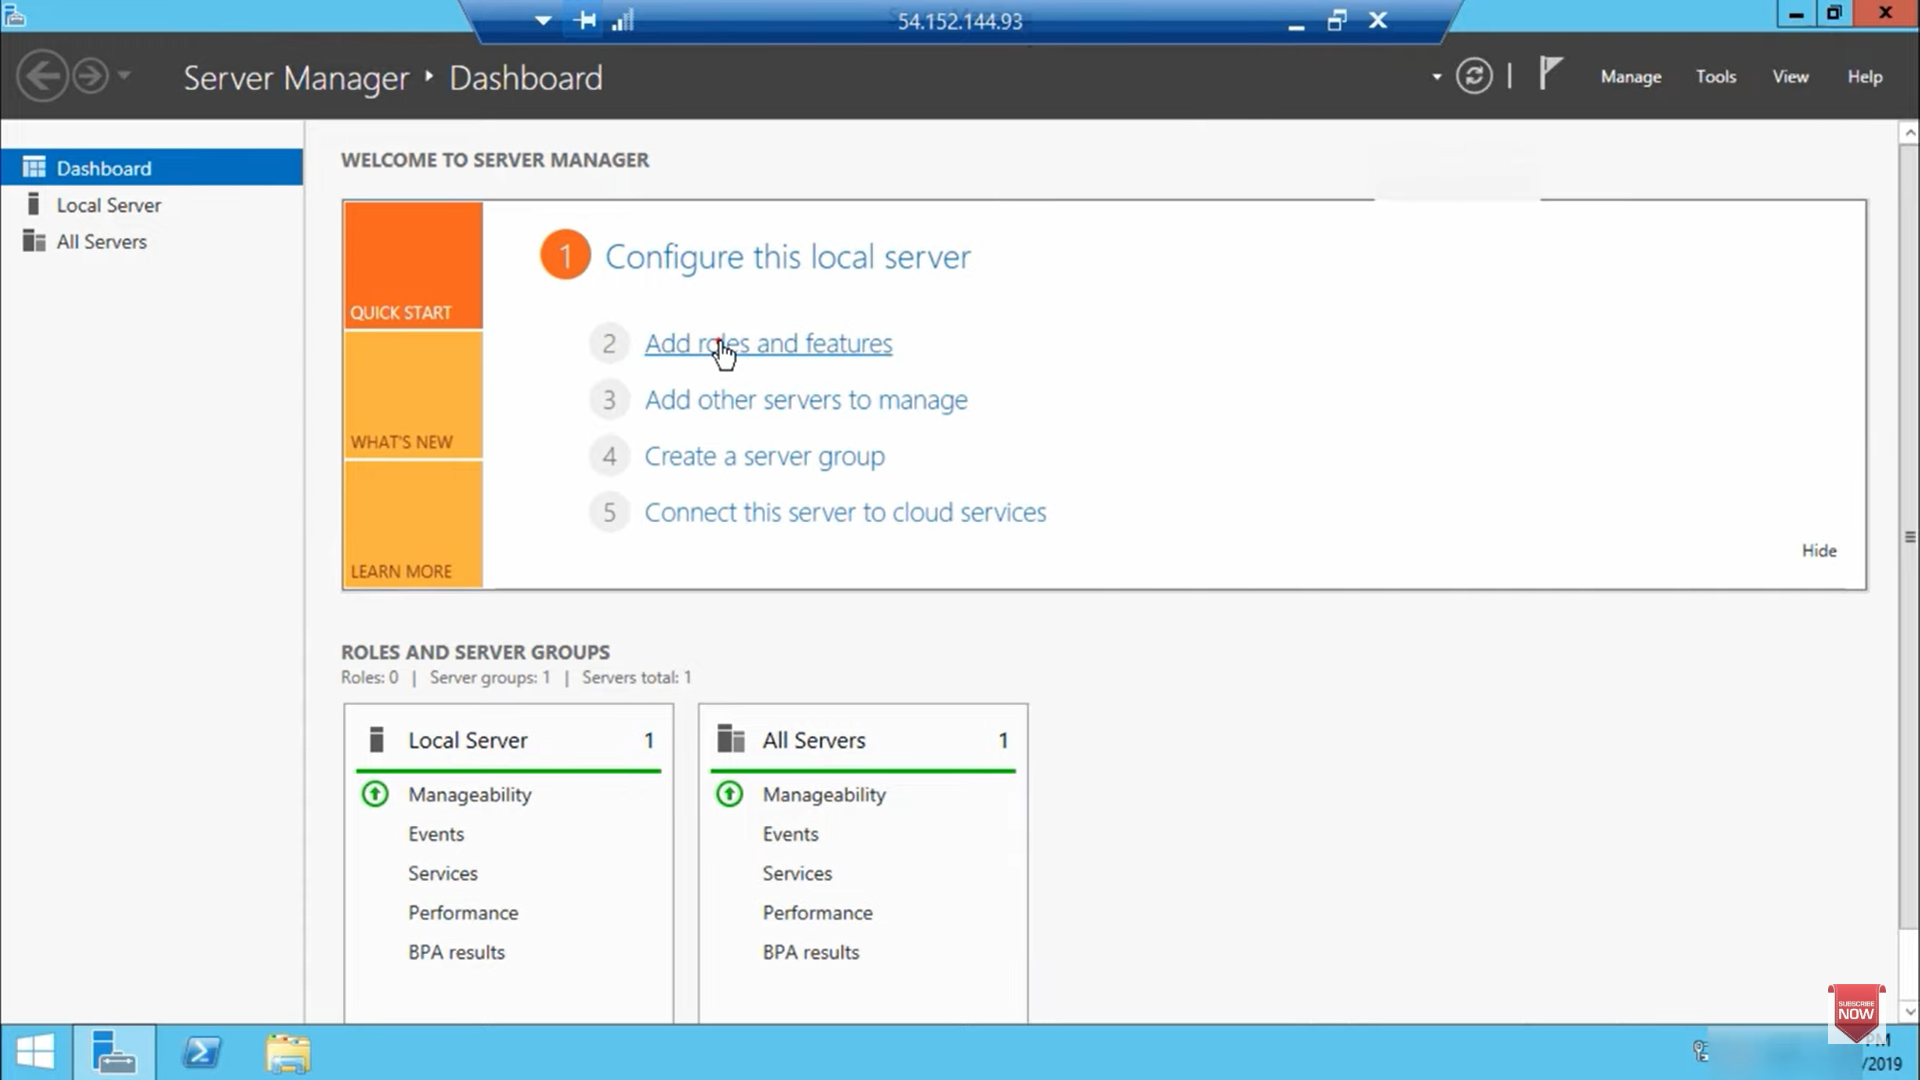 54.152.144.93
Server Manager ‣ Dashboard
Manage Tools View Help
Dashboard
Local Server
All Servers
WELCOME TO SERVER MANAGER
QUICK START
WHAT'S NEW
LEARN MORE
1 Configure this local server
2 Add roles and features
3 Add other servers to manage
4 Create a server group
5 Connect this server to cloud services
Hide
ROLES AND SERVER GROUPS
Roles: 0 | Server groups: 1 | Servers total: 1
Local Server 1
Manageability
Events
Services
Performance
BPA results
All Servers 1
Manageability
Events
Services
Performance
BPA results
SUBSCRIBE
NOW
PM
/2019